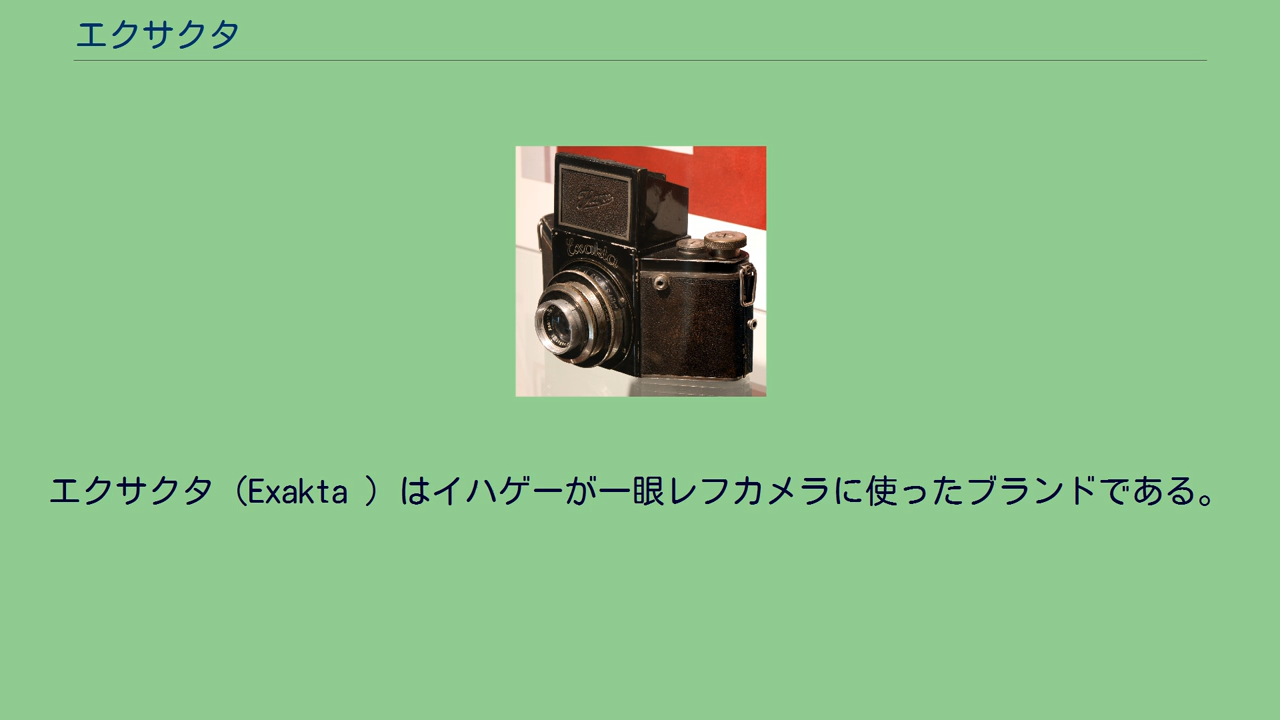 エクサクタ
Exakta
エクサクタ（Exakta ）はイハゲーが一眼レフカメラに使ったブランドである。